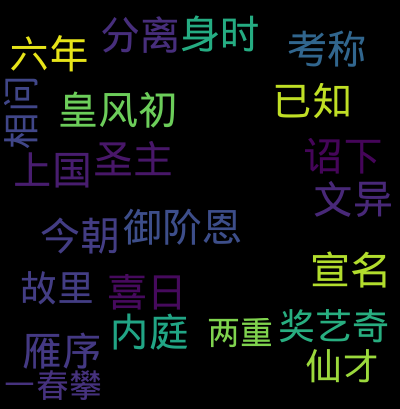 分离
身时
六年
考称
相问
皇风初
已知
上国
圣主
诏下
文异
今朝
御阶恩
宣名
故里
喜日
内庭
两重
奖艺奇
雁序
仙才
一春攀